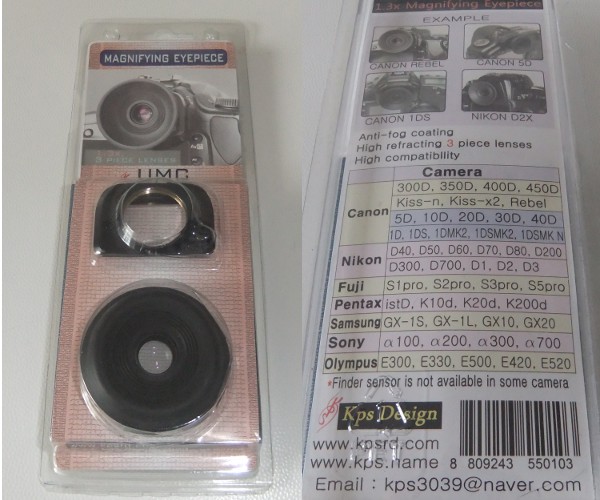 MAGNIFYING EYEPIECE
3 PIECE LENSES
UMC
1.3x Magnifying Eyepiece
EXAMPLE
CANON REBEL
CANON 5D
CANON 1DS
NIKON D2X
Anti-fog coating
High refracting 3 piece lenses
High compatibility
Camera
Canon
300D, 350D, 400D, 450D
Kiss-n, Kiss-x2, Rebel
5D, 10D, 20D, 30D, 40D
1D, 1DS, 1DMK2, 1DSMK2, 1DSMK N
Nikon
D40, D50, D60, D70, D80, D200
D300, D700, D1, D2, D3
Fuji S1pro, S2pro, S3pro, S5pro
Pentax istD, K10d, K20d, K200d
Samsung GX-1S, GX-1L, GX10, GX20
Sony α100, α200, α300, α700
Olympus E300, E330, E500, E420, E520
*Finder sensor is not available in some camera
Kps Design
www.kpsrd.com
www.kps.name 8 809243 550103
Email : kps3039@naver.com